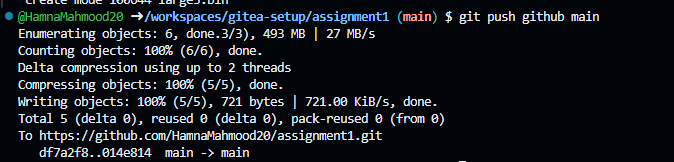 create mode 100644 large5.bin
@HamnaMahmood20 ➜/workspaces/gitea-setup/assignment1 (main) $ git push github main
Enumerating objects: 6, done.3/3), 493 MB | 27 MB/s
Counting objects: 100% (6/6), done.
Delta compression using up to 2 threads
Compressing objects: 100% (5/5), done.
Writing objects: 100% (5/5), 721 bytes | 721.00 KiB/s, done.
Total 5 (delta 0), reused 0 (delta 0), pack-reused 0 (from 0)
To https://github.com/HamnaMahmood20/assignment1.git
df7a2f8..014e814  main -> main